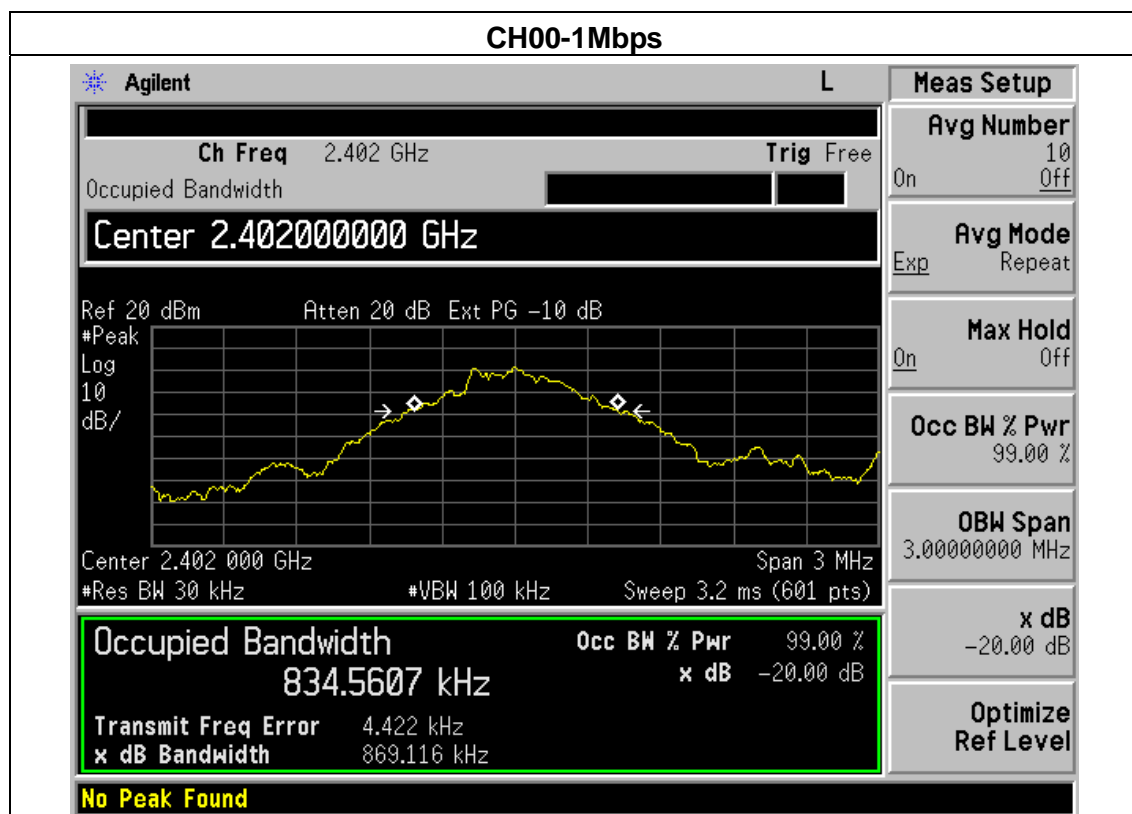 CH00-1Mbps
Agilent L
Ch Freq 2.402 GHz Trig Free
Occupied Bandwidth
Center 2.402000000 GHz
Ref 20 dBm Atten 20 dB Ext PG -10 dB
#Peak
Log
10
dB/
Center 2.402 000 GHz Span 3 MHz
#Res BW 30 kHz #VBW 100 kHz Sweep 3.2 ms (601 pts)
Occupied Bandwidth Occ BW % Pwr 99.00 %
834.5607 kHz x dB -20.00 dB
Transmit Freq Error 4.422 kHz
x dB Bandwidth 869.116 kHz
No Peak Found
Meas Setup
Avg Number
10
On Off
Avg Mode
Exp Repeat
Max Hold
On Off
Occ BW % Pwr
99.00 %
OBW Span
3.00000000 MHz
x dB
-20.00 dB
Optimize
Ref Level